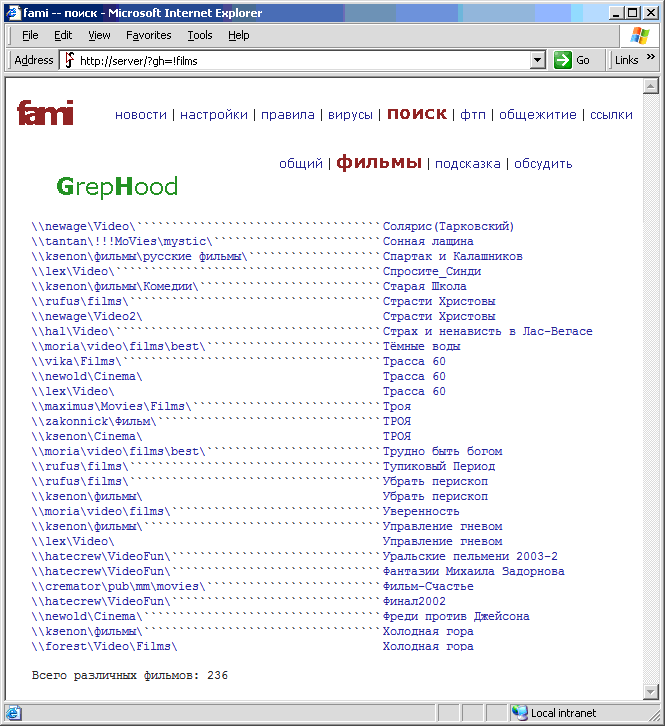 fami -- поиск - Microsoft Internet Explorer
File Edit View Favorites Tools Help
Address http://server/?gh=!films Go Links »
fami новости | настройки | правила | вирусы | поиск | фтп | общежитие | ссылки
общий | фильмы | подсказка | обсудить
GrepHood
\\newage\Video\```````````````````````````````````Солярис(Тарковский)
\\tantan\!!!MoVies\mystic\````````````````````````Сонная лащина
\\ksenon\фильмы\русские фильмы\```````````````````Спартак и Калашников
\\lex\Video\``````````````````````````````````````Спросите_Синди
\\ksenon\фильмы\Комедии\``````````````````````````Старая Школа
\\rufus\films\````````````````````````````````````Страсти Христовы
\\newage\Video2\ Страсти Христовы
\\hal\Video\``````````````````````````````````````Страх и ненависть в Лас-Вегасе
\\moria\video\films\best\`````````````````````````Тёмные воды
\\vika\Films\`````````````````````````````````````Трасса 60
\\newold\Cinema\ Трасса 60
\\lex\Video\ Трасса 60
\\maximus\Movies\Films\```````````````````````````Троя
\\zakonnick\Фильм\````````````````````````````````ТРОЯ
\\ksenon\Cinema\ ТРОЯ
\\moria\video\films\best\`````````````````````````Трудно быть богом
\\rufus\films\````````````````````````````````````Тупиковый Период
\\rufus\films\````````````````````````````````````Убрать перископ
\\ksenon\фильмы\ Убрать перископ
\\moria\video\films\``````````````````````````````Уверенность
\\ksenon\фильмы\``````````````````````````````````Управление гневом
\\lex\Video\ Управление гневом
\\hatecrew\VideoFun\``````````````````````````````Уральские пельмени 2003-2
\\hatecrew\VideoFun\``````````````````````````````Фантазии Михаила Задорнова
\\cremator\pub\mm\movies\`````````````````````````Фильм-Счастье
\\hatecrew\VideoFun\``````````````````````````````Финал2002
\\newold\Cinema\``````````````````````````````````Фреди против Джейсона
\\ksenon\фильмы\``````````````````````````````````Холодная гора
\\forest\Video\Films\ Холодная гора
Всего различных фильмов: 236
Local intranet